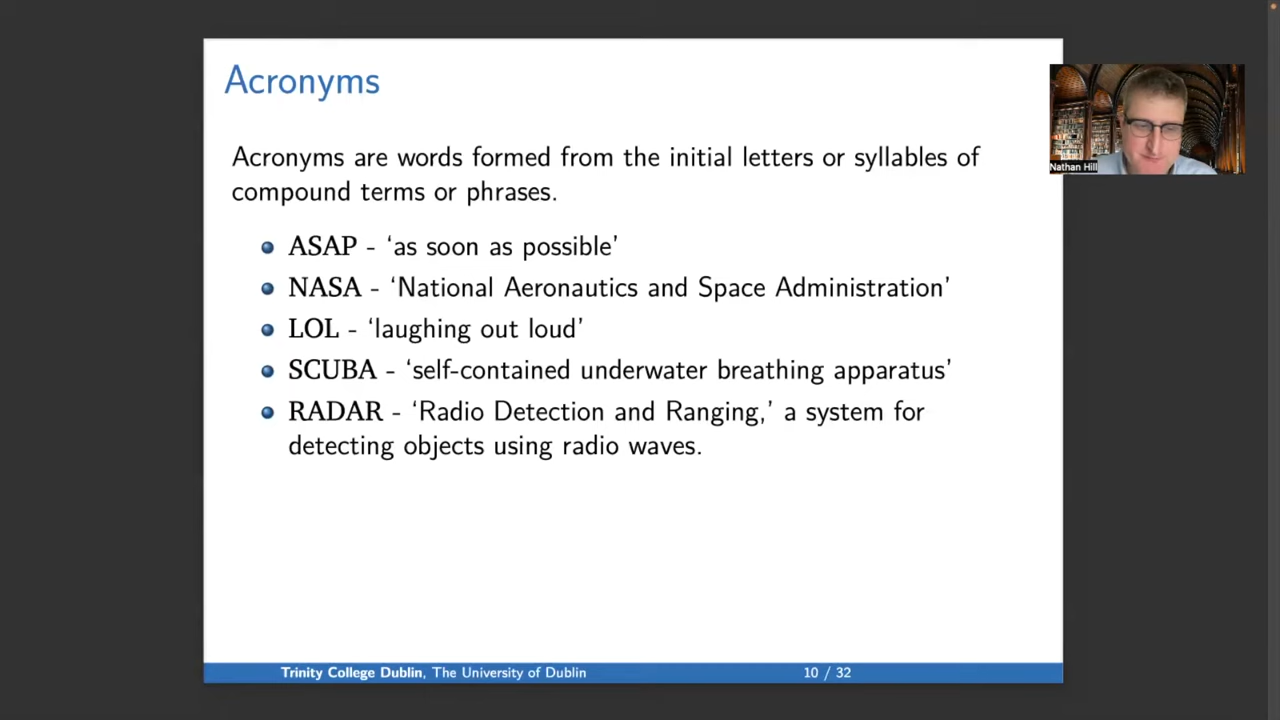 Acronyms
Acronyms are words formed from the initial letters or syllables of
compound terms or phrases.
ASAP - ‘as soon as possible’
NASA - ‘National Aeronautics and Space Administration’
LOL - ‘laughing out loud’
SCUBA - ‘self-contained underwater breathing apparatus’
RADAR - ‘Radio Detection and Ranging,’ a system for
detecting objects using radio waves.
Nathan Hill
Trinity College Dublin, The University of Dublin
10 / 32